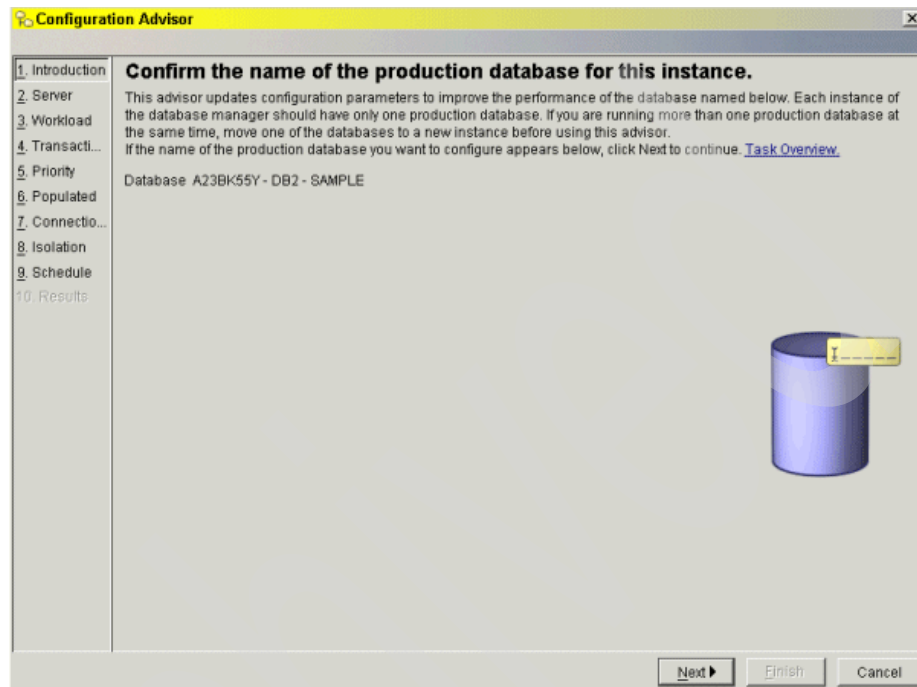 Configuration Advisor
1. Introduction
2. Server
3. Workload
4. Transacti...
5. Priority
6. Populated
7. Connectio...
8. Isolation
9. Schedule
10. Results
Confirm the name of the production database for this instance.
This advisor updates configuration parameters to improve the performance of the database named below. Each instance of
the database manager should have only one production database. If you are running more than one production database at
the same time, move one of the databases to a new instance before using this advisor.
If the name of the production database you want to configure appears below, click Next to continue. Task Overview.
Database A23BK55Y - DB2 - SAMPLE
Next
Finish
Cancel